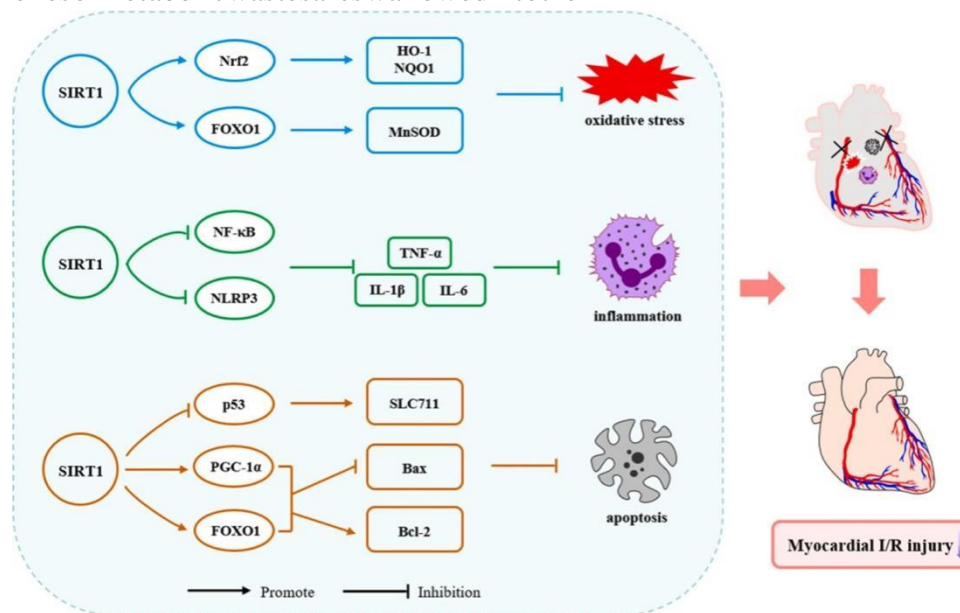 HO-1
NQO1
Nrf2
SIRT1
oxidative stress
FOXO1
MnSOD
NF-κB
TNF-α
SIRT1
IL-1β
IL-6
NLRP3
inflammation
p53
SLC711
SIRT1
PGC-1α
Bax
apoptosis
FOXO1
Bcl-2
Myocardial I/R injury
Promote
Inhibition